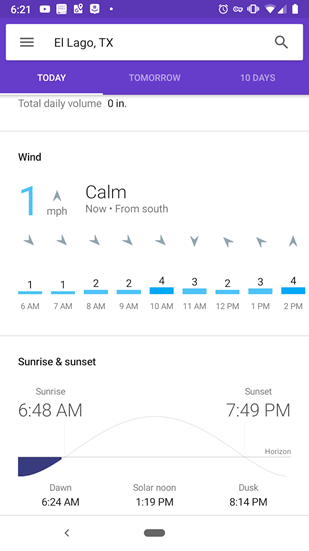 6:21
El Lago, TX
TODAY TOMORROW 10 DAYS
Total daily volume 0 in.
Wind
1 mph
Calm
Now • From south
1 1 2 2 4 3 2 3 4
6 AM 7 AM 8 AM 9 AM 10 AM 11 AM 12 PM 1 PM 2 PM
Sunrise & sunset
Sunrise Sunset
6:48 AM 7:49 PM
Horizon
Dawn Solar noon Dusk
6:24 AM 1:19 PM 8:14 PM